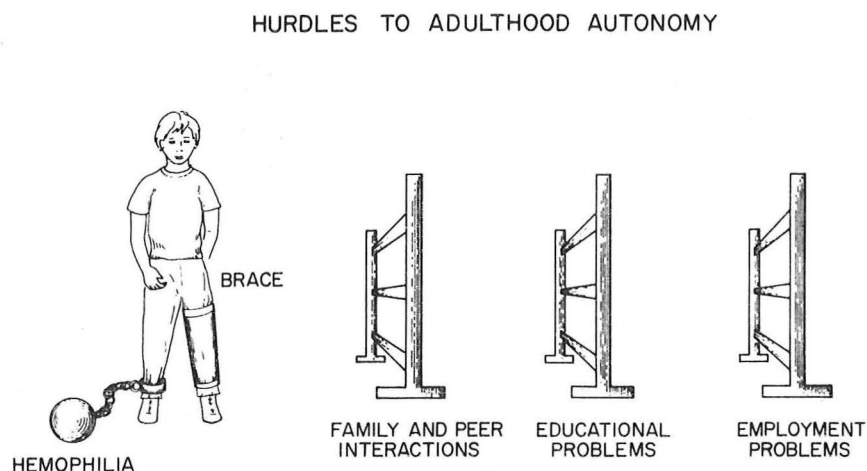 HURDLES TO ADULTHOOD AUTONOMY
BRACE
HEMOPHILIA
FAMILY AND PEER
INTERACTIONS
EDUCATIONAL
PROBLEMS
EMPLOYMENT
PROBLEMS